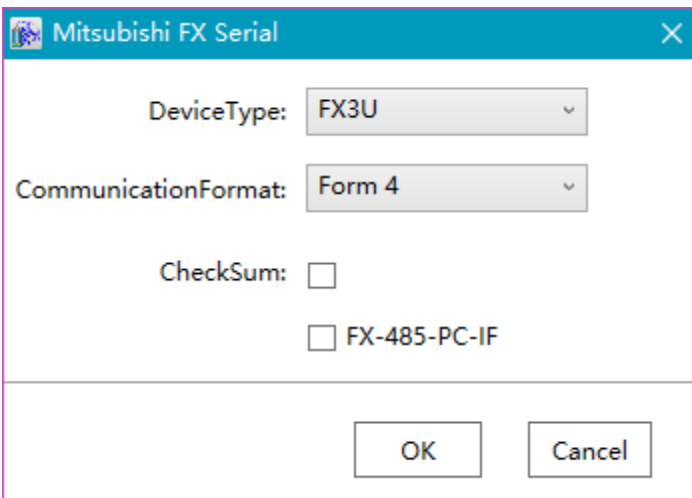 Mitsubishi FX Serial
DeviceType: FX3U
CommunicationFormat: Form 4
CheckSum:
FX-485-PC-IF
OK Cancel